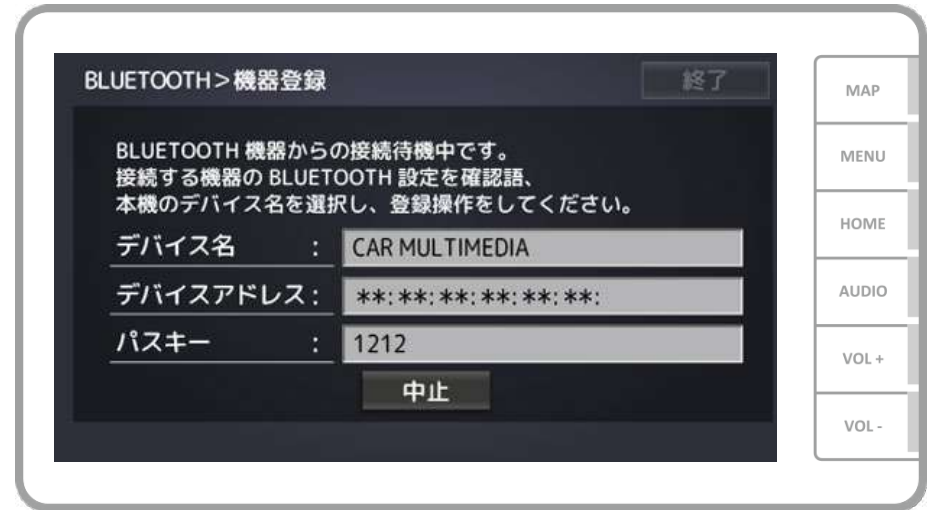 BLUETOOTH>機器登録
終了
BLUETOOTH 機器からの接続待機中です。
接続する機器の BLUETOOTH 設定を確認語、
本機のデバイス名を選択し、登録操作をしてください。
デバイス名 : CAR MULTIMEDIA
デバイスアドレス : **: **: **: **: **: **:
パスキー : 1212
中止
MAP
MENU
HOME
AUDIO
VOL +
VOL -